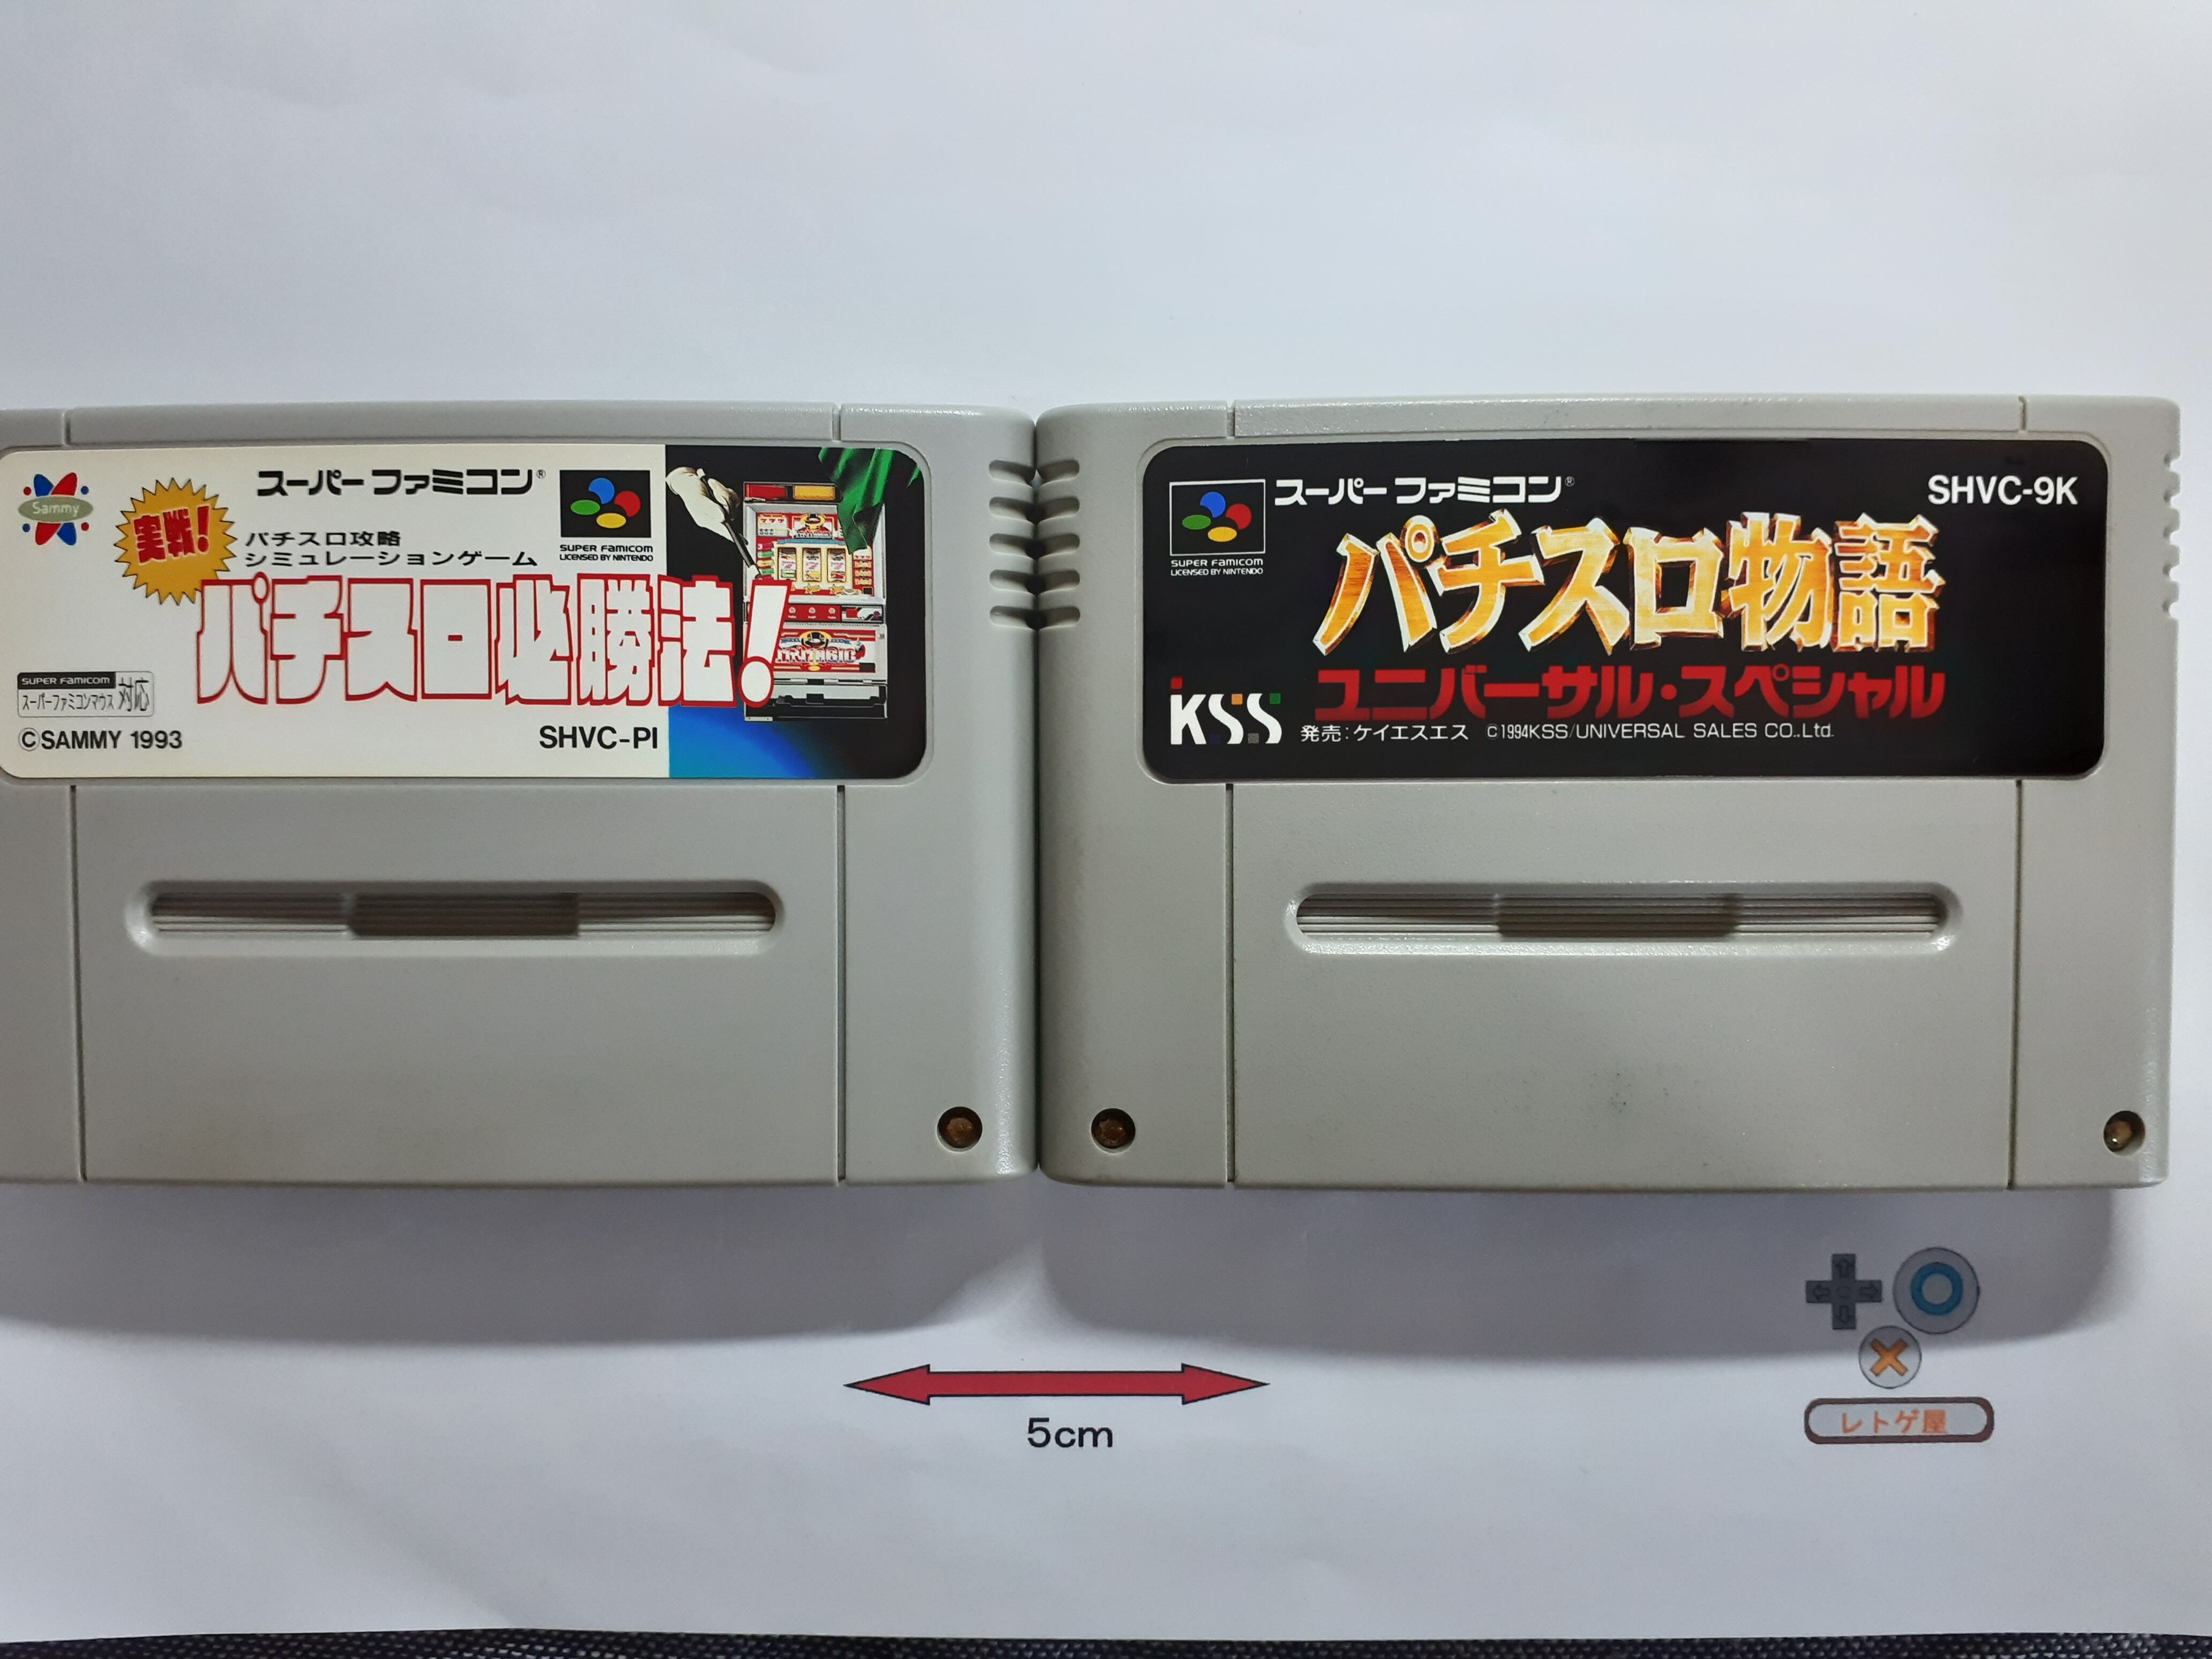 Sammy
実戦!
スーパーファミコン®
パチスロ攻略
シミュレーションゲーム
SUPER FAMICOM
LICENSED BY NINTENDO
パチスロ必勝法!
SUPER FAMICOM
スーパーファミコンマウス対応
©SAMMY 1993
SHVC-PI
スーパーファミコン®
SHVC-9K
SUPER FAMICOM
LICENSED BY NINTENDO
パチスロ物語
ユニバーサル・スペシャル
KSS
発売:ケイエスエス ©1994KSS/UNIVERSAL SALES CO.,Ltd.
5cm
レトゲ屋